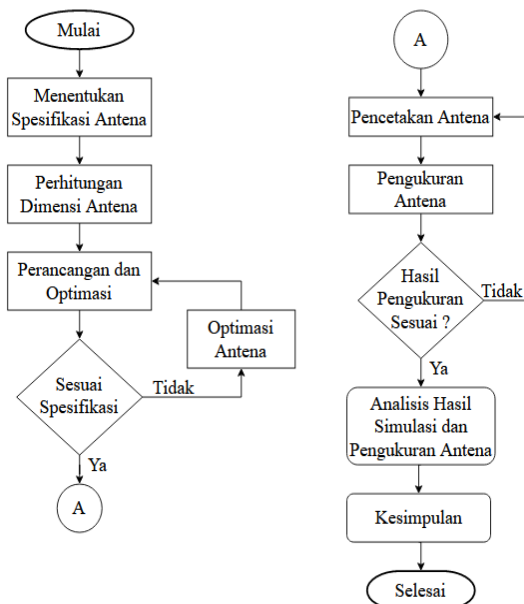 Mulai
Menentukan
Spesifikasi Antena
Perhitungan
Dimensi Antena
Perancangan dan
Optimasi
Optimasi
Antena
Sesuai
Spesifikasi
Tidak
Ya
A
A
Pencetakan Antena
Pengukuran
Antena
Hasil
Pengukuran
Sesuai ?
Tidak
Ya
Analisis Hasil
Simulasi dan
Pengukuran Antena
Kesimpulan
Selesai